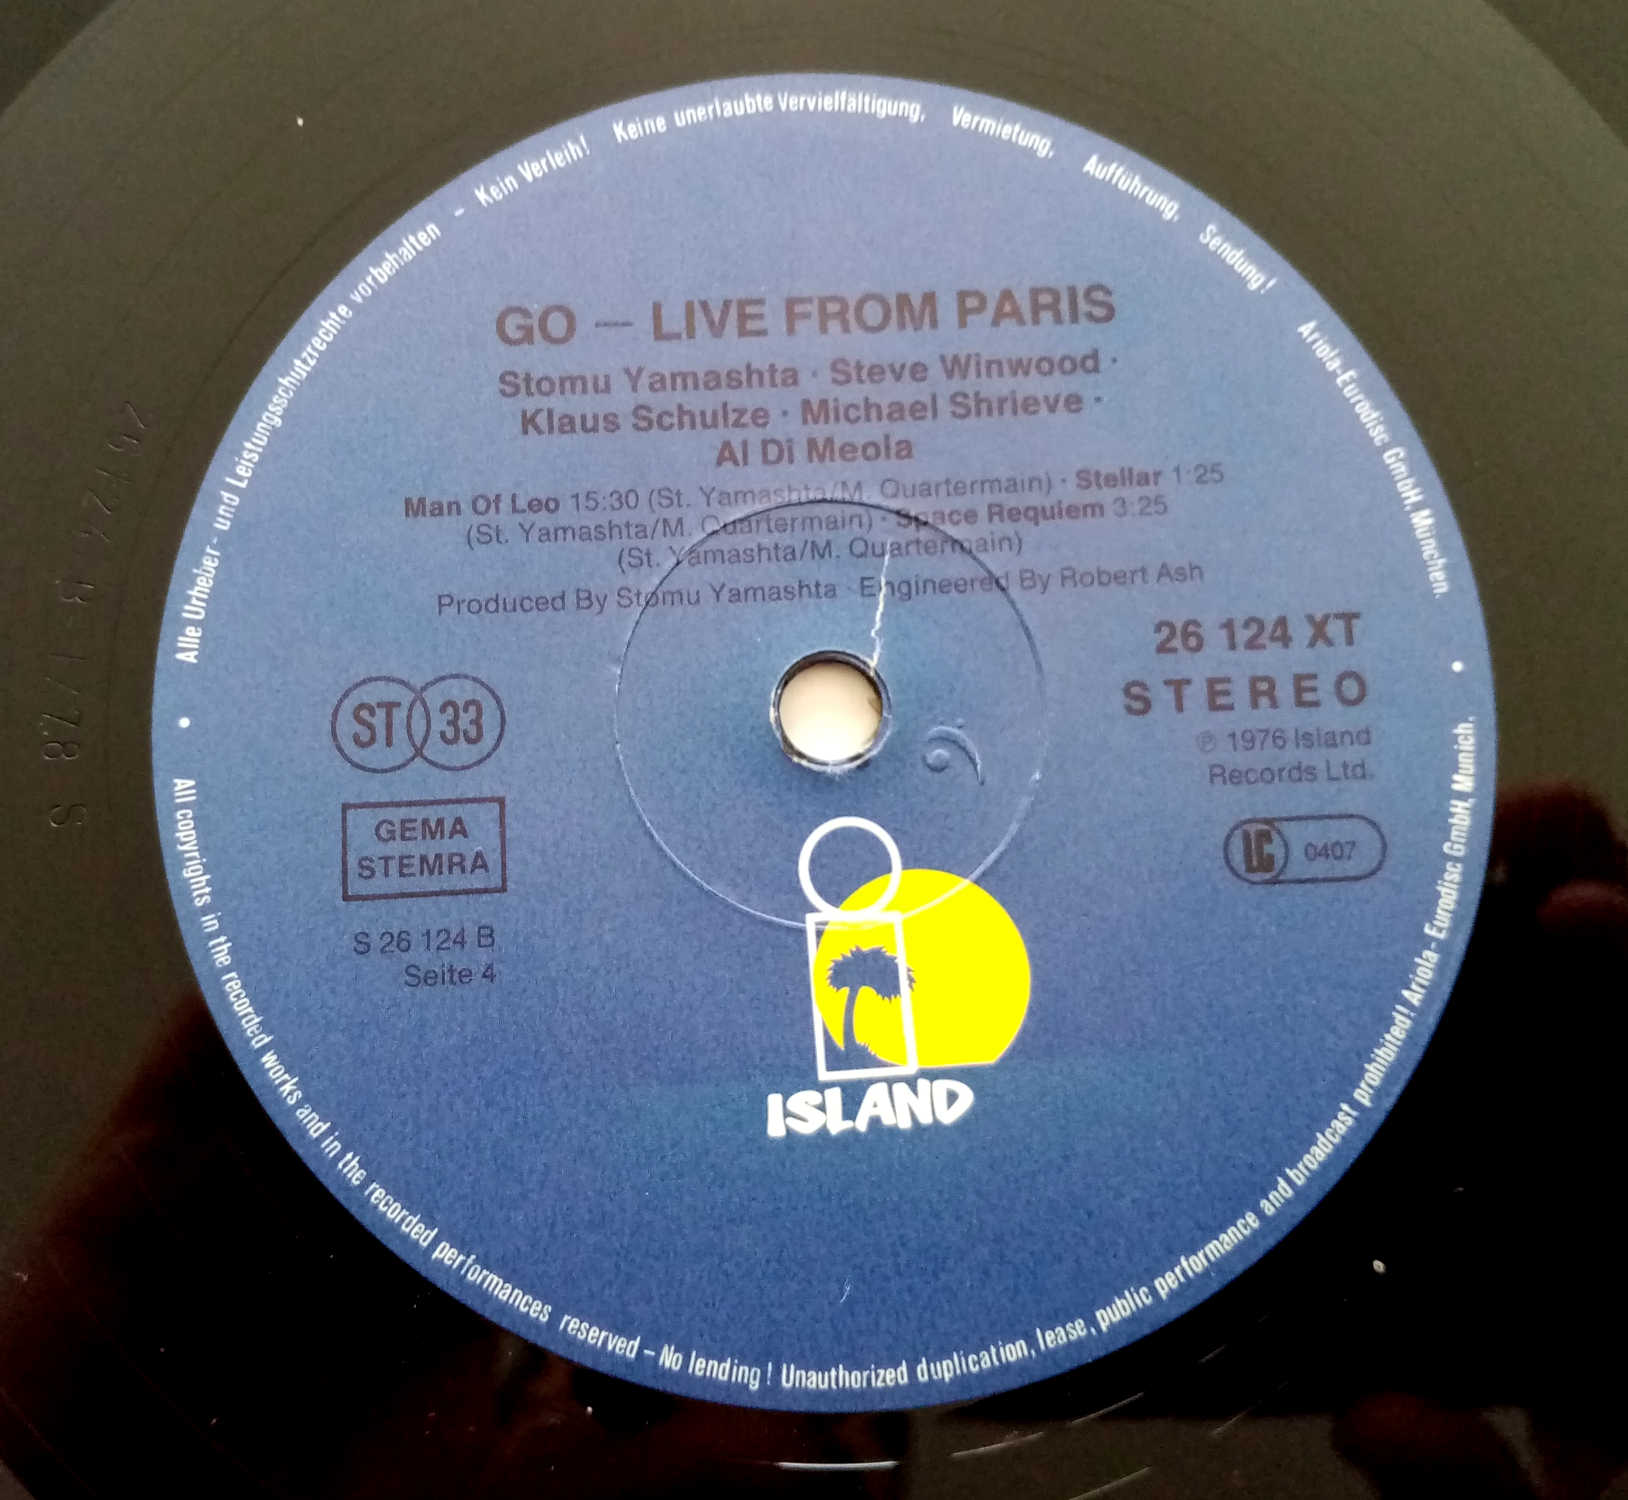 Alle Urheber- und Leistungsschutzrechte vorbehalten - Kein Verleih! Keine unerlaubte Vervielfältigung, Vermietung, Aufführung, Sendung! Ariola-Eurodisc GmbH, München.
GO — LIVE FROM PARIS
Stomu Yamashta · Steve Winwood ·
Klaus Schulze · Michael Shrieve ·
Al Di Meola
Man Of Leo 15:30 (St. Yamashta/M. Quartermain) · Stellar 1:25
(St. Yamashta/M. Quartermain) · Space Requiem 3:25
(St. Yamashta/M. Quartermain)
Produced By Stomu Yamashta · Engineered By Robert Ash
26 124 XT
STEREO
℗ 1976 Island
Records Ltd.
LC 0407
ST 33
GEMA
STEMRA
S 26 124 B
Seite 4
ISLAND
All copyrights in the recorded works and in the recorded performances reserved – No lending! Unauthorized duplication, lease, public performance and broadcast prohibited! Ariola-Eurodisc GmbH, Munich.